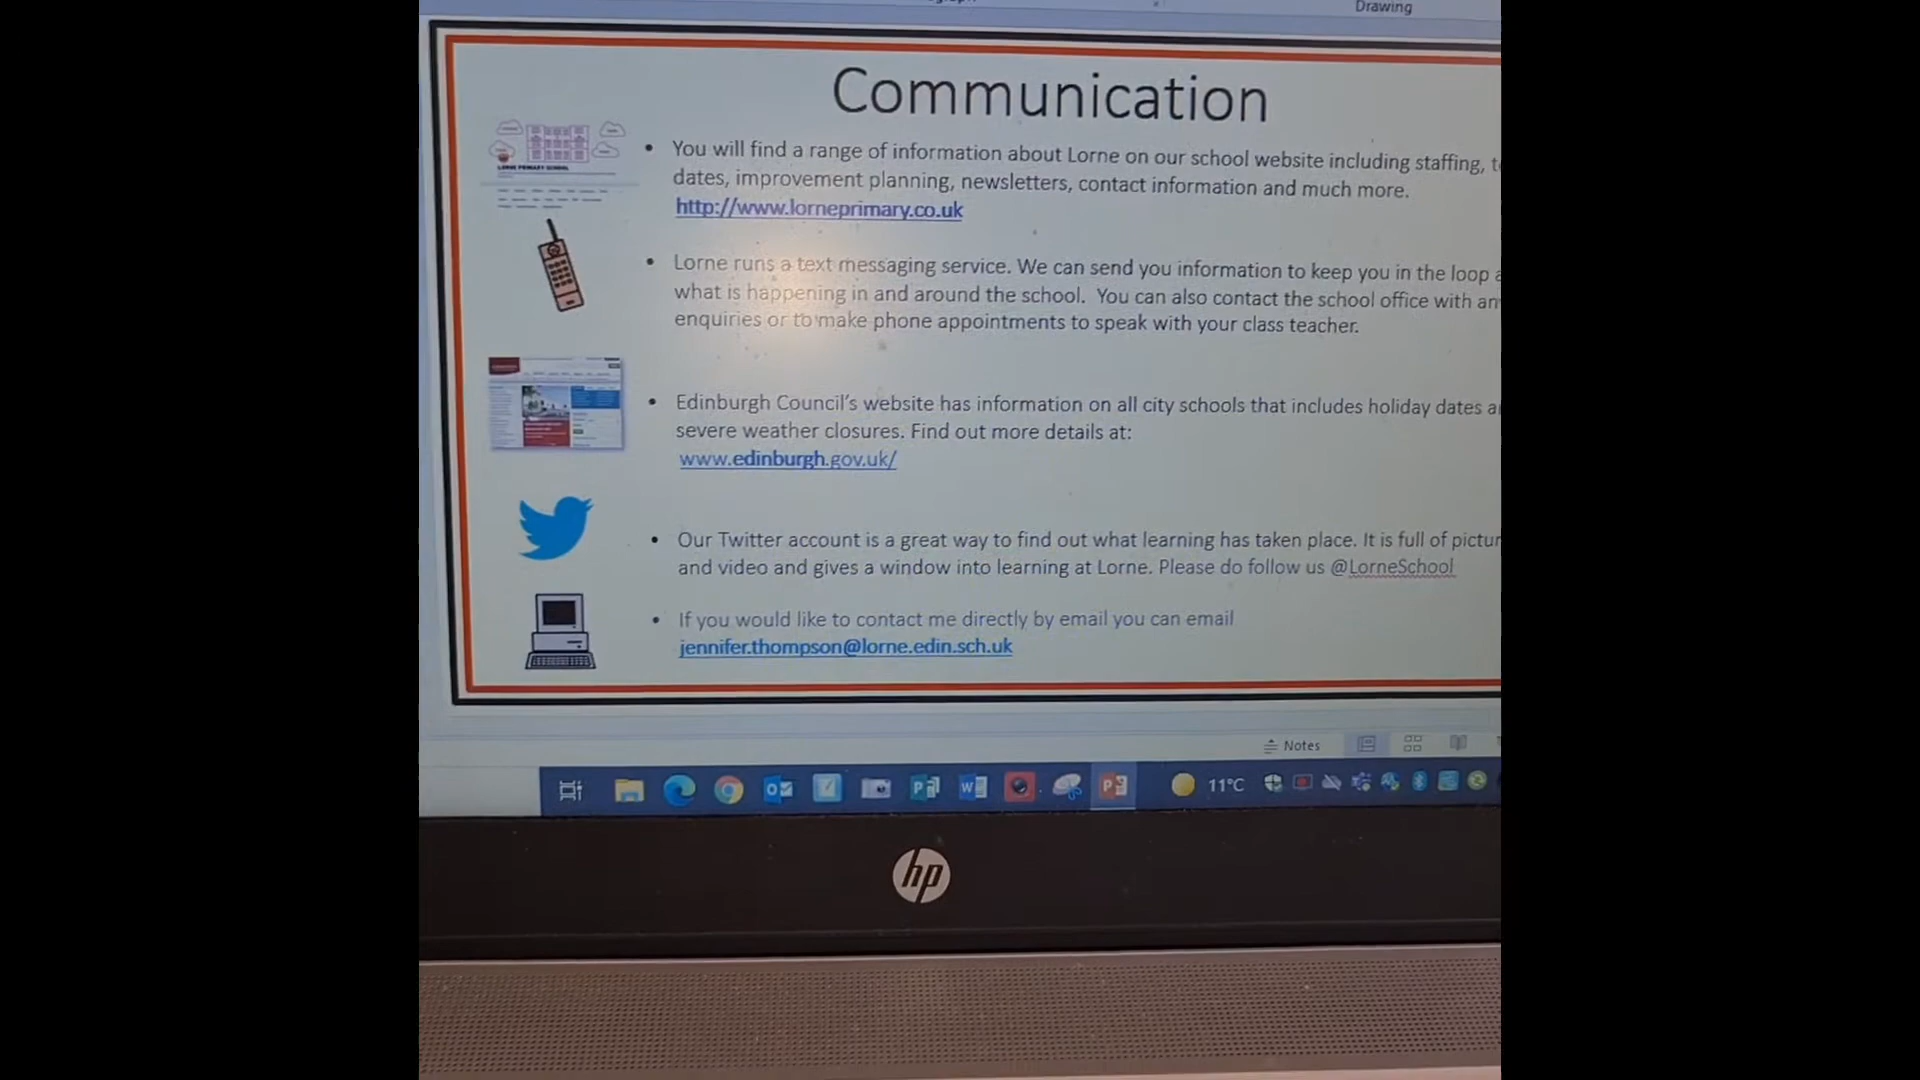 Drawing
Communication
LORNE PRIMARY SCHOOL
• You will find a range of information about Lorne on our school website including staffing,
dates, improvement planning, newsletters, contact information and much more.
http://www.lorneprimary.co.uk
• Lorne runs a text messaging service. We can send you information to keep you in the loop
what is happening in and around the school. You can also contact the school office with
enquiries or to make phone appointments to speak with your class teacher.
• Edinburgh Council's website has information on all city schools that includes holiday dates
severe weather closures. Find out more details at:
www.edinburgh.gov.uk/
• Our Twitter account is a great way to find out what learning has taken place. It is full of
and video and gives a window into learning at Lorne. Please do follow us @LorneSchool
• If you would like to contact me directly by email you can email
jennifer.thompson@lorne.edin.sch.uk
Notes
11°C
hp